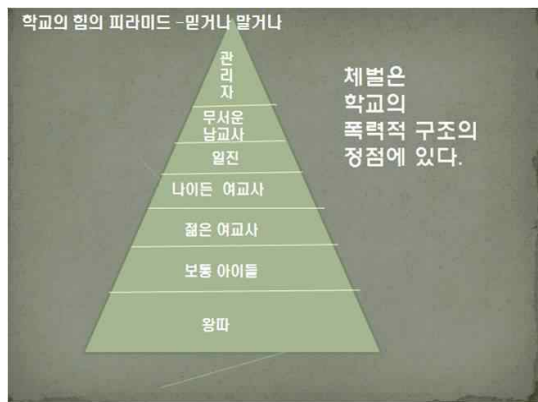 학교의 힘의 피라미드 -믿거나 말거나
관
리
자
무서운
남교사
일진
나이든 여교사
젊은 여교사
보통 아이들
왕따
체벌은
학교의
폭력적 구조의
정점에 있다.